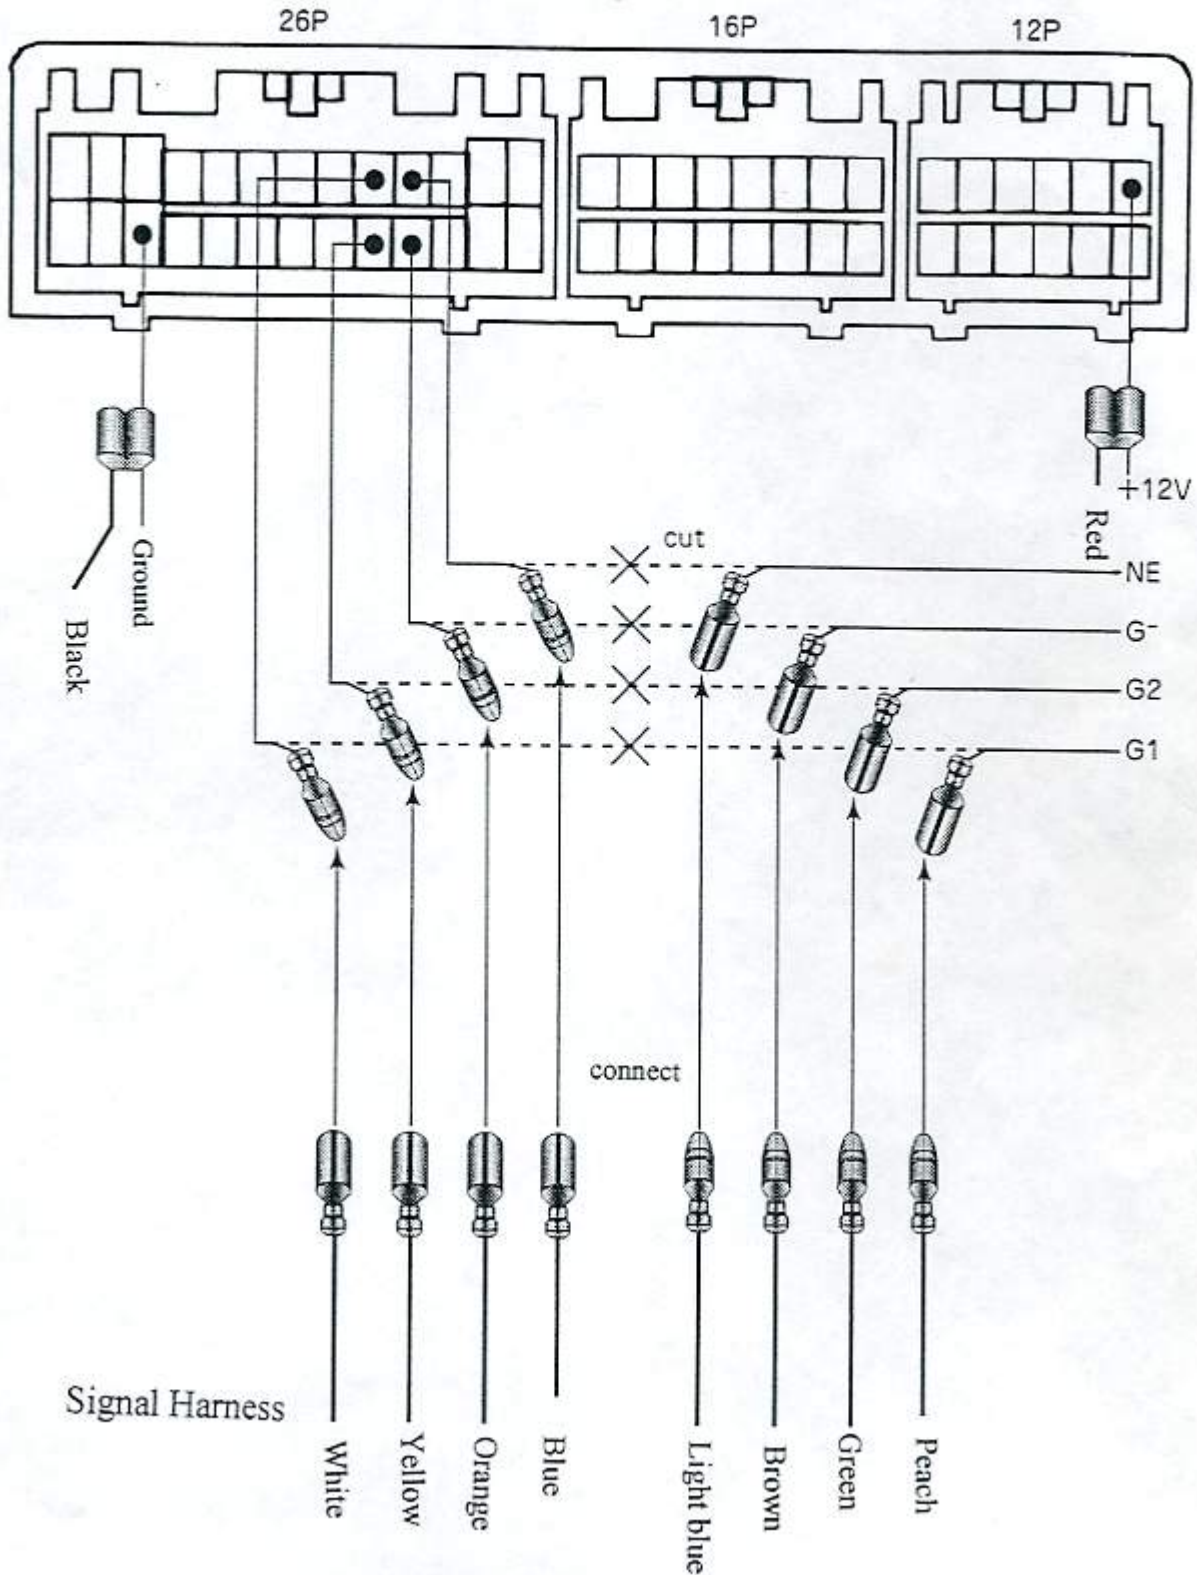 26P
16P
12P
+12V
Red
Ground
Black
cut
NE
G-
G2
G1
connect
Signal Harness
White
Yellow
Orange
Blue
Light blue
Brown
Green
Peach